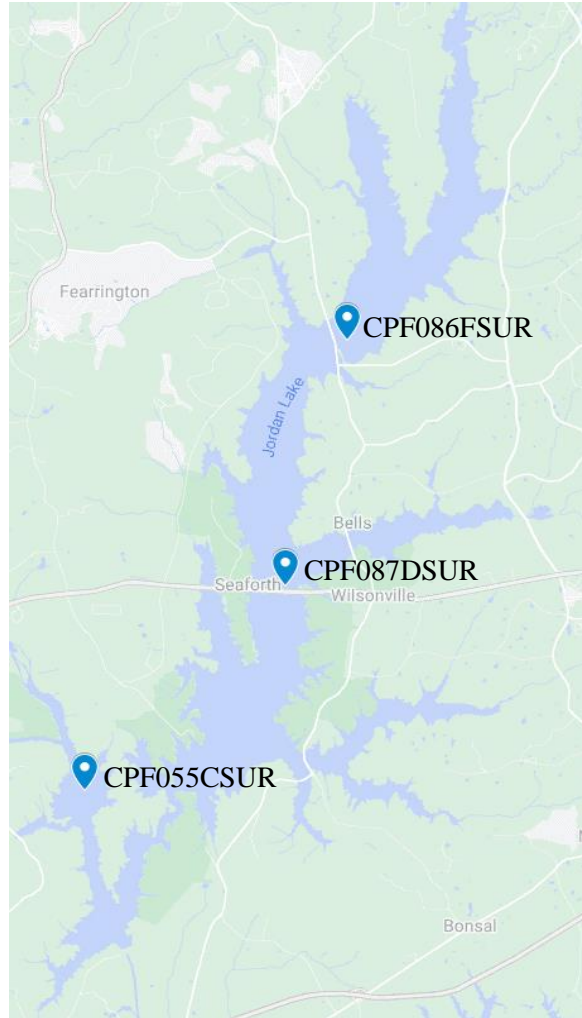 Fearrington
CPF086FSUR
Jordan Lake
Bells
CPF087DSUR
Seaforth
Wilsonville
CPF055CSUR
Bonsal